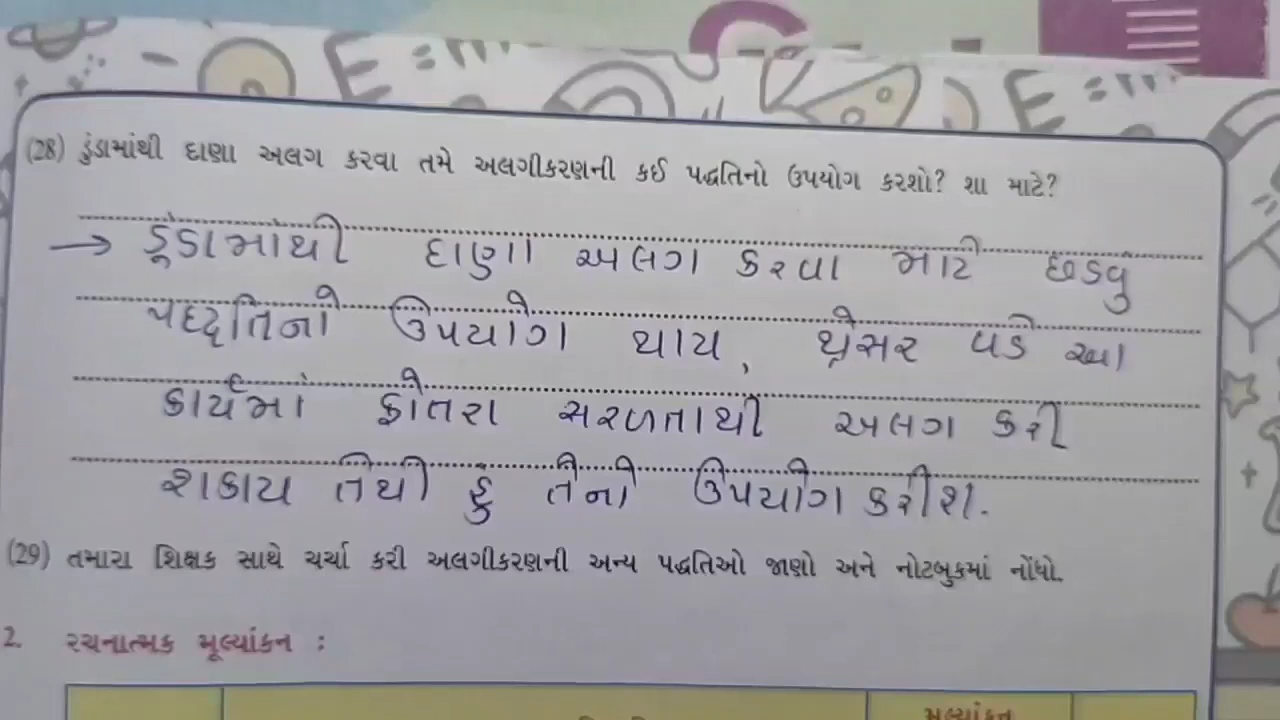 (28) ડુંડામાંથી દાણા અલગ કરવા તમે અલગીકરણની કઈ પદ્ધતિનો ઉપયોગ કરશો? શા માટે?
→ ડૂંડામાંથી દાણા અલગ કરવા માટે છડવું
પધ્ધતિનો ઉપયોગ થાય, થ્રેસર વડે આ
કાર્યમાં ફોતરા સરળતાથી અલગ કરી
શકાય તેથી હું તેનો ઉપયોગ કરીશ.
(29) તમારા શિક્ષક સાથે ચર્ચા કરી અલગીકરણની અન્ય પદ્ધતિઓ જાણો અને નોટબુકમાં નોંધો.
2. રચનાત્મક મૂલ્યાંકન :
મૂલ્યાંકન